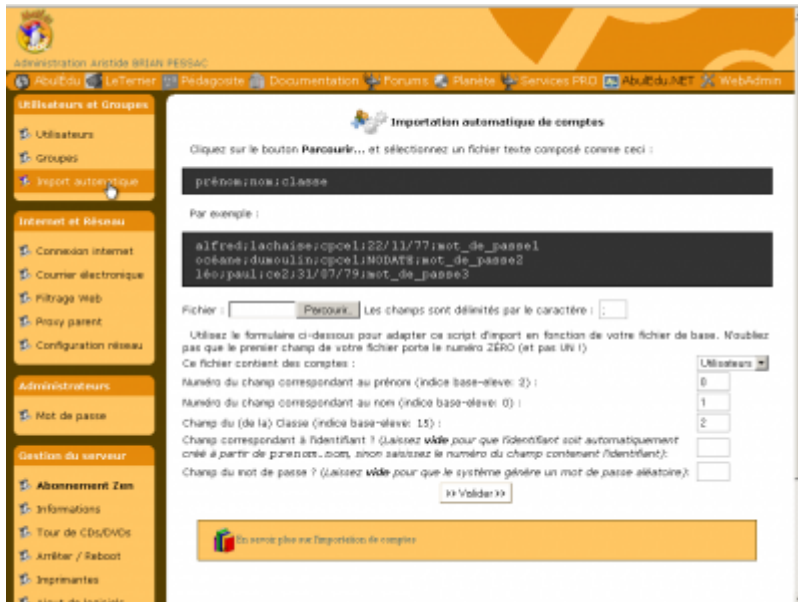 AbulEdu
Administration Aristide BRIAN PESSAC
AbulEdu LeTerrier Pedagosite Documentation Forums Planète Services PRO AbulEdu.NET WebAdmin
Utilisateurs et Groupes
Utilisateurs
Groupes
Import automatique
Internet et Réseau
Connexion internet
Courrier électronique
Filtrage Web
Proxy parent
Configuration réseau
Administrateurs
Mot de passe
Gestion du serveur
Abonnement Zen
Informations
Tour de CDs/DVDs
Arrêter / Reboot
Imprimantes
Ajout de logiciels
Importation automatique de comptes
Cliquez sur le bouton Parcourir... et sélectionnez un fichier texte composé comme ceci :
prénom;nom;classe
Par exemple :
alfred;lachaise;cpce1;22/11/77;mot_de_passe1
océane;dumoulin;cpce1;NODATE;mot_de_passe2
léo;paul;ce2;31/07/79;mot_de_passe3
Fichier : Parcourir... Les champs sont délimités par le caractère : ;
Utilisez le formulaire ci-dessous pour adapter ce script d'import en fonction de votre fichier de base. N'oubliez
pas que le premier champ de votre fichier porte le numéro ZÉRO (et pas UN !)
Ce fichier contient des comptes : Utilisateurs
Numéro du champ correspondant au prénom (indice base-eleve: 2) : 0
Numéro du champ correspondant au nom (indice base-eleve: 0) : 1
Champ du (de la) Classe (indice base-eleve: 15) : 2
Champ correspondant à l'identifiant ? (Laissez vide pour que l'identifiant soit automatiquement
créé à partir de prenom.nom, sinon saisissez le numéro du champ contenant l'identifiant):
Champ du mot de passe ? (Laissez vide pour que le système génère un mot de passe aléatoire):
>> Valider >>
En savoir plus sur l'importation de comptes